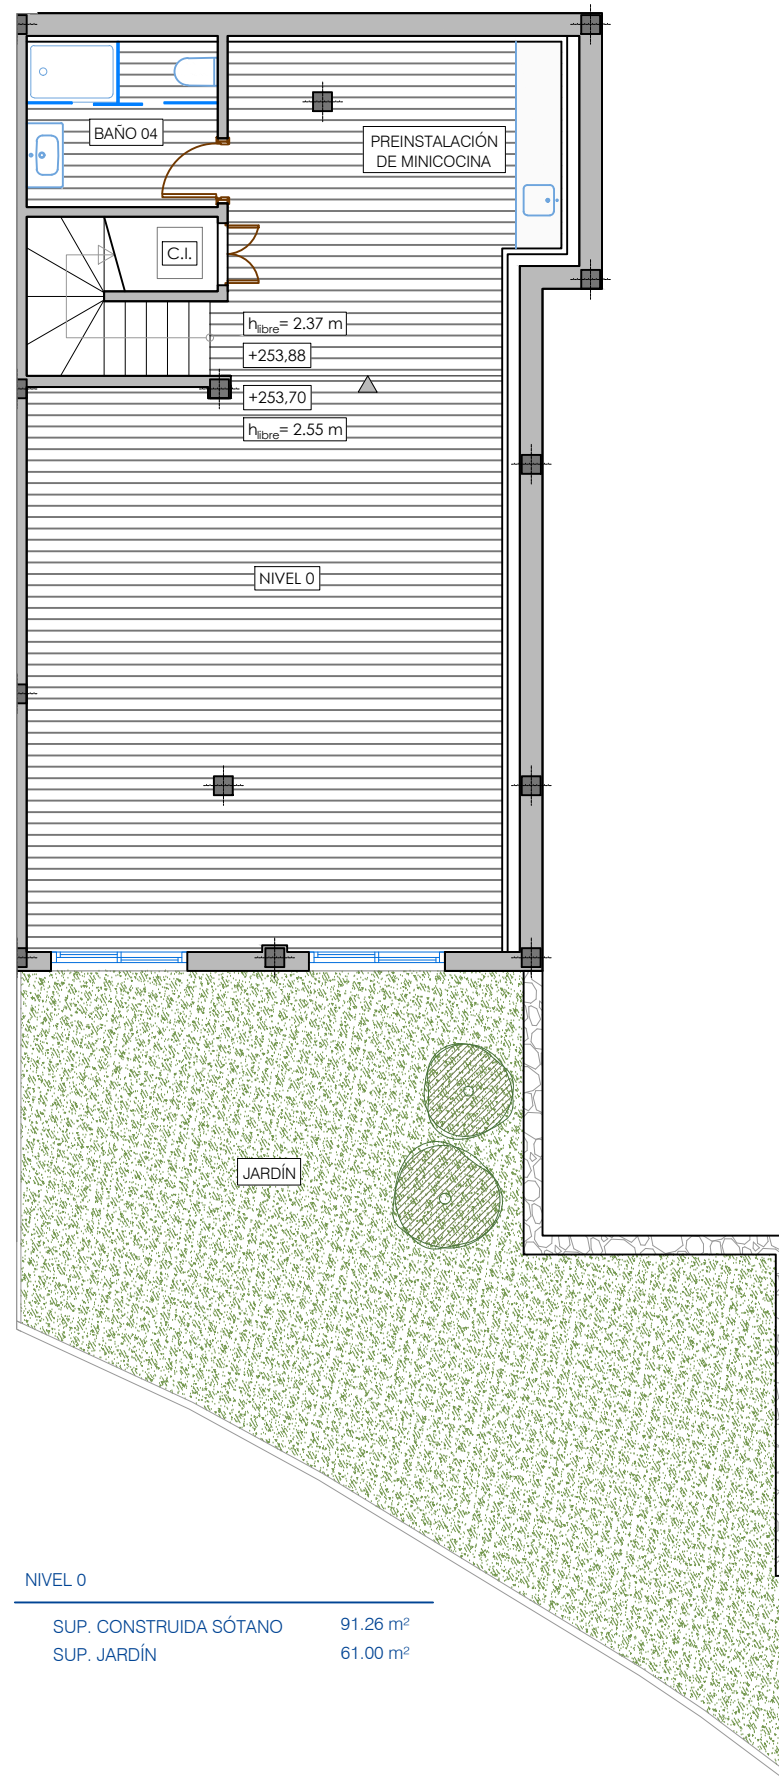 BAÑO 04
PREINSTALACIÓN
DE MINICOCINA
C.I.
hlibre= 2.37 m
+253,88
+253,70
hlibre= 2.55 m
NIVEL 0
JARDÍN
NIVEL 0
SUP. CONSTRUIDA SÓTANO 91.26 m²
SUP. JARDÍN 61.00 m²